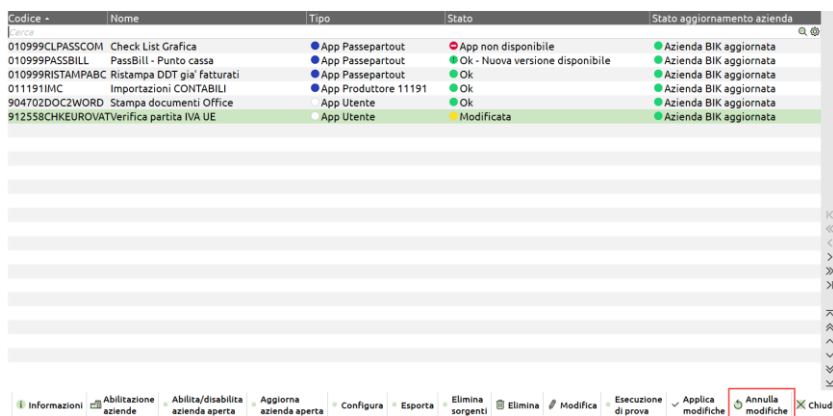 Codice Nome Tipo Stato Stato aggiornamento azienda
Cerca
010999CLPASSCOM Check List Grafica App Passepartout App non disponibile Azienda BIK aggiornata
010999PASSBILL PassBill - Punto cassa App Passepartout Ok - Nuova versione disponibile Azienda BIK aggiornata
010999RISTAMPABC Ristampa DDT gia' fatturati App Passepartout Ok Azienda BIK aggiornata
011191IMC Importazioni CONTABILI App Produttore 11191 Ok Azienda BIK aggiornata
904702DOC2WORD Stampa documenti Office App Utente Ok Azienda BIK aggiornata
912558CHKEUROVAT Verifica partita IVA UE App Utente Modificata Azienda BIK aggiornata
Informazioni
Abilitazione
aziende
Abilita/disabilita
azienda aperta
Aggiorna
azienda aperta
Configura
Esporta
Elimina
sorgenti
Elimina
Modifica
Esecuzione
di prova
Applica
modifiche
Annulla
modifiche
Chiud